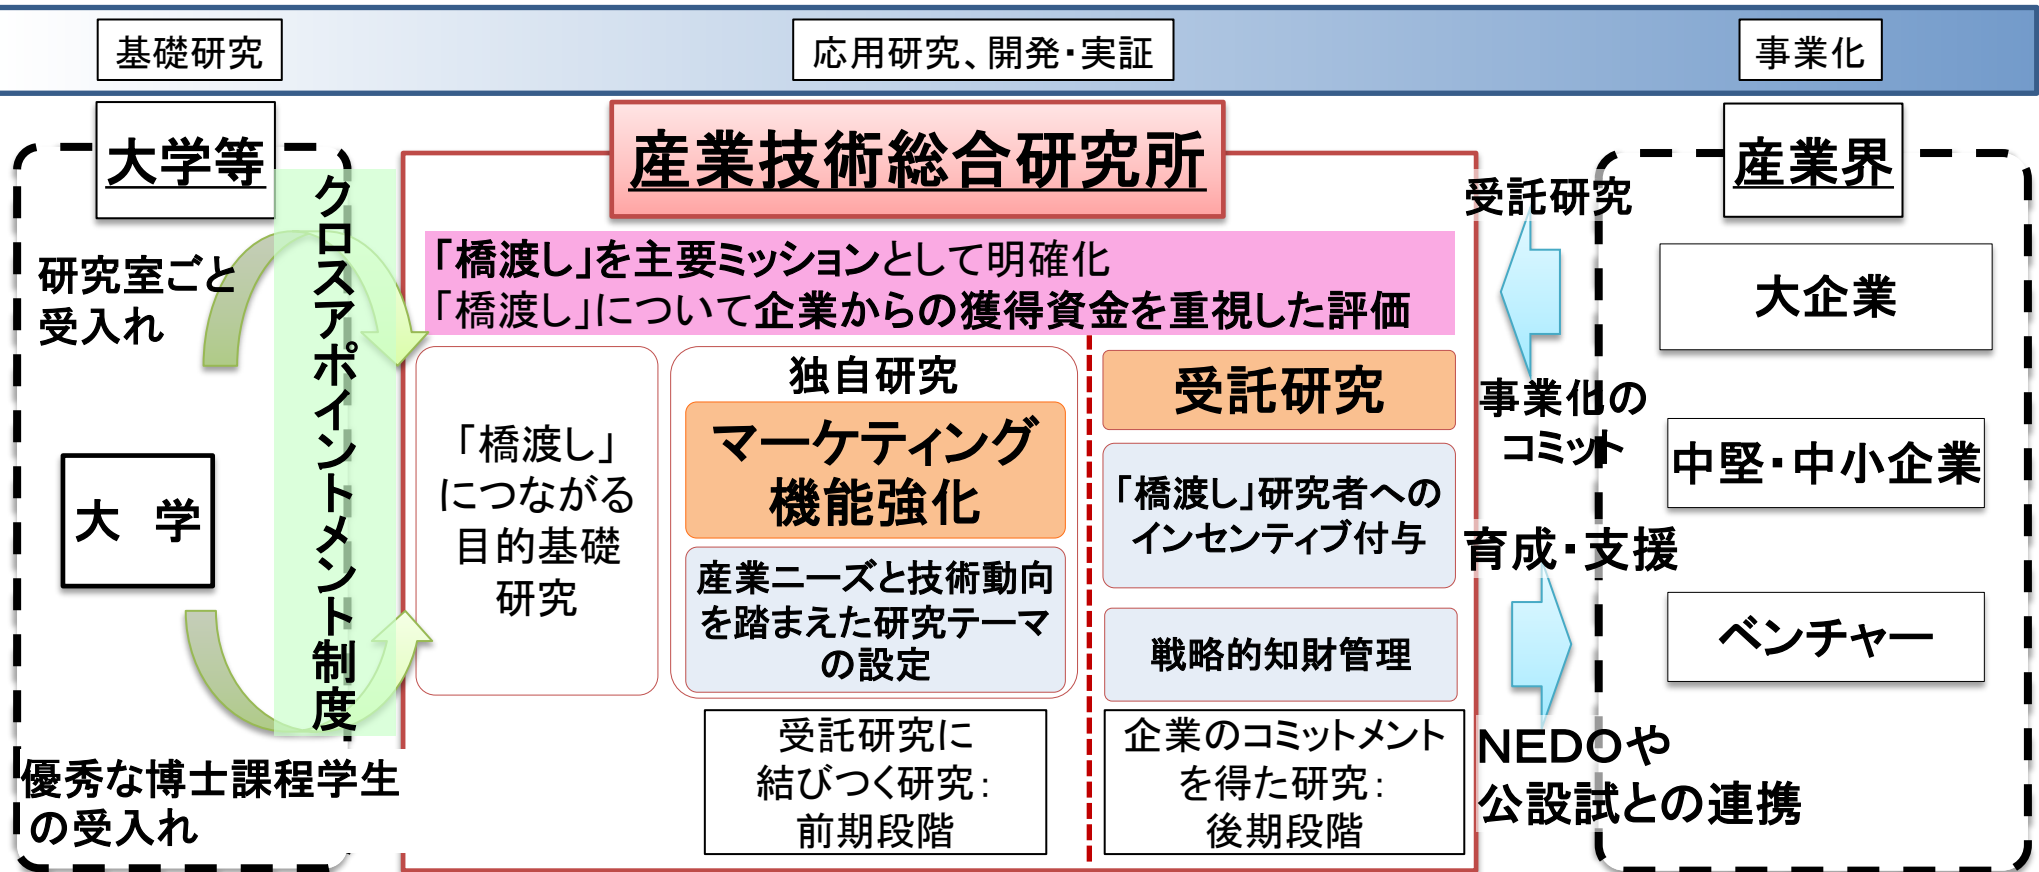 基礎研究
応用研究、開発・実証
事業化
大学等
研究室ごと
受入れ
大　学
優秀な博士課程学生
の受入れ
クロスアポイントメント制度
産業技術総合研究所
「橋渡し」を主要ミッションとして明確化
「橋渡し」について企業からの獲得資金を重視した評価
「橋渡し」
につながる
目的基礎
研究
独自研究
マーケティング
機能強化
産業ニーズと技術動向
を踏まえた研究テーマ
の設定
受託研究に
結びつく研究：
前期段階
受託研究
「橋渡し」研究者への
インセンティブ付与
戦略的知財管理
企業のコミットメント
を得た研究：
後期段階
受託研究
事業化の
コミット
育成・支援
NEDOや
公設試との連携
産業界
大企業
中堅・中小企業
ベンチャー